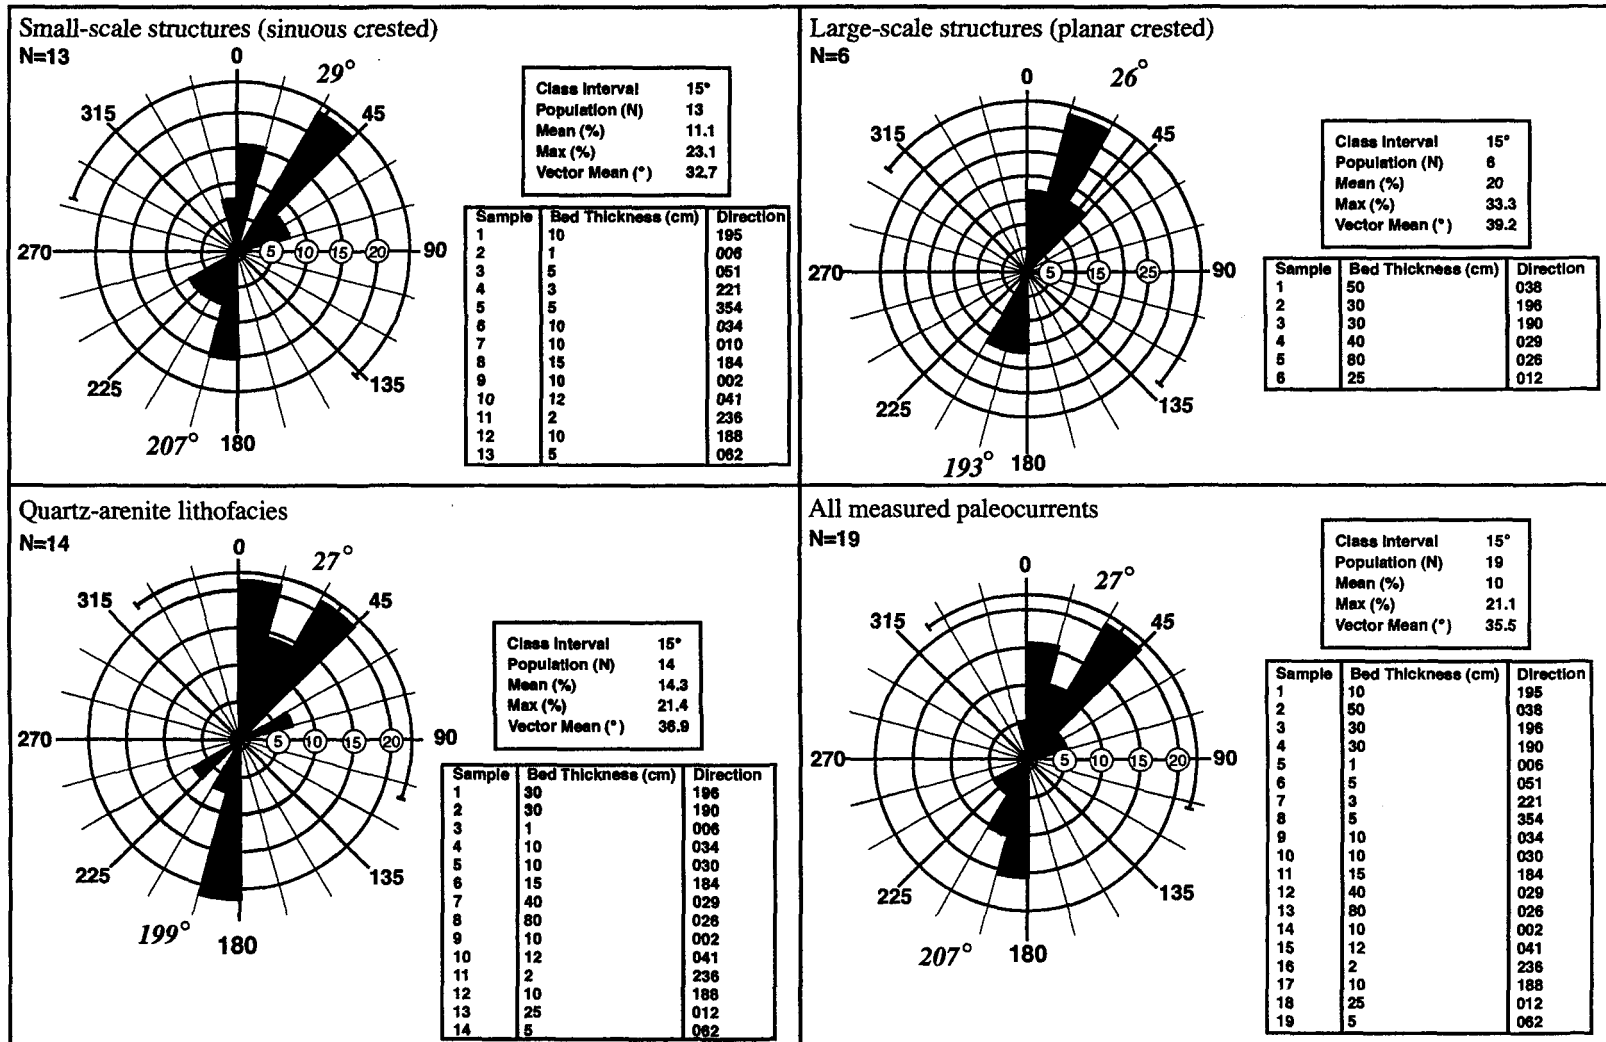 Small-scale structures (sinuous crested)
N=13
0
29°
45
90
135
180
207°
225
270
315
5
10
15
20
Class Interval 15°
Population (N) 13
Mean (%) 11.1
Max (%) 23.1
Vector Mean (°) 32.7
Sample Bed Thickness (cm) Direction
1 10 195
2 1 006
3 5 051
4 3 221
5 5 354
6 10 034
7 10 010
8 15 184
9 10 002
10 12 041
11 2 236
12 10 188
13 5 062
Large-scale structures (planar crested)
N=6
0
26°
45
90
135
180
193°
225
270
315
5
15
25
Class Interval 15°
Population (N) 6
Mean (%) 20
Max (%) 33.3
Vector Mean (°) 39.2
Sample Bed Thickness (cm) Direction
1 50 038
2 30 196
3 30 190
4 40 029
5 80 026
6 25 012
Quartz-arenite lithofacies
N=14
0
27°
45
90
135
180
199°
225
270
315
5
10
15
20
Class Interval 15°
Population (N) 14
Mean (%) 14.3
Max (%) 21.4
Vector Mean (°) 36.9
Sample Bed Thickness (cm) Direction
1 30 196
2 30 190
3 1 006
4 10 034
5 10 030
6 15 184
7 40 029
8 80 026
9 10 002
10 12 041
11 2 236
12 10 188
13 25 012
14 5 062
All measured paleocurrents
N=19
0
27°
45
90
135
180
207°
225
270
315
5
10
15
20
Class Interval 15°
Population (N) 19
Mean (%) 10
Max (%) 21.1
Vector Mean (°) 35.5
Sample Bed Thickness (cm) Direction
1 10 195
2 50 038
3 30 196
4 30 190
5 1 006
6 5 051
7 3 221
8 5 354
9 10 034
10 10 030
11 15 184
12 40 029
13 80 026
14 10 002
15 12 041
16 2 236
17 10 188
18 25 012
19 5 062